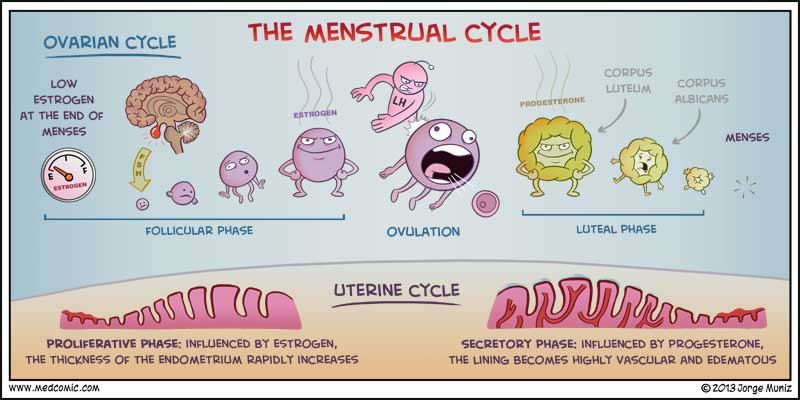 THE MENSTRUAL CYCLE
OVARIAN CYCLE
LOW
ESTROGEN
AT THE END OF
MENSES
E
F
ESTROGEN
FSH
ESTROGEN
LH
PROGESTERONE
CORPUS
LUTEUM
CORPUS
ALBICANS
MENSES
FOLLICULAR PHASE
OVULATION
LUTEAL PHASE
UTERINE CYCLE
PROLIFERATIVE PHASE: INFLUENCED BY ESTROGEN,
THE THICKNESS OF THE ENDOMETRIUM RAPIDLY INCREASES
SECRETORY PHASE: INFLUENCED BY PROGESTERONE,
THE LINING BECOMES HIGHLY VASCULAR AND EDEMATOUS
www.medcomic.com
© 2013 Jorge Muniz